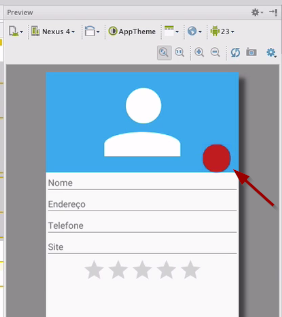 Preview
Nexus 4 AppTheme 23
Nome
Endereço
Telefone
Site